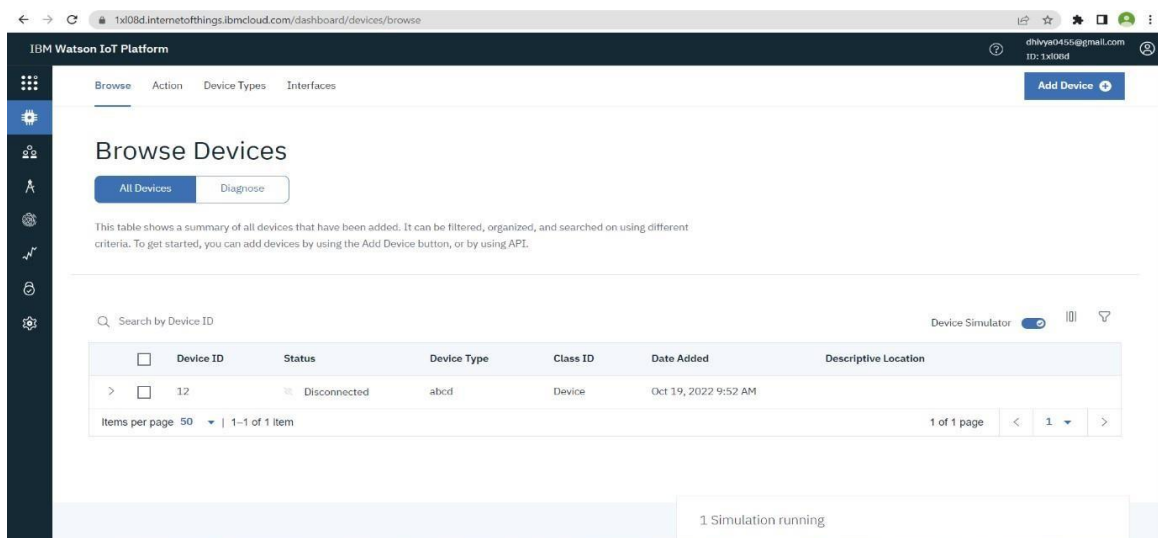 1xl08d.internetofthings.ibmcloud.com/dashboard/devices/browse
IBM Watson IoT Platform
dhivya0455@gmail.com
ID: 1xl08d
Browse Action Device Types Interfaces
Add Device
Browse Devices
All Devices Diagnose
This table shows a summary of all devices that have been added. It can be filtered, organized, and searched on using different
criteria. To get started, you can add devices by using the Add Device button, or by using API.
Search by Device ID
Device Simulator
Device ID Status Device Type Class ID Date Added Descriptive Location
12 Disconnected abcd Device Oct 19, 2022 9:52 AM
Items per page 50 | 1–1 of 1 item 1 of 1 page 1
1 Simulation running